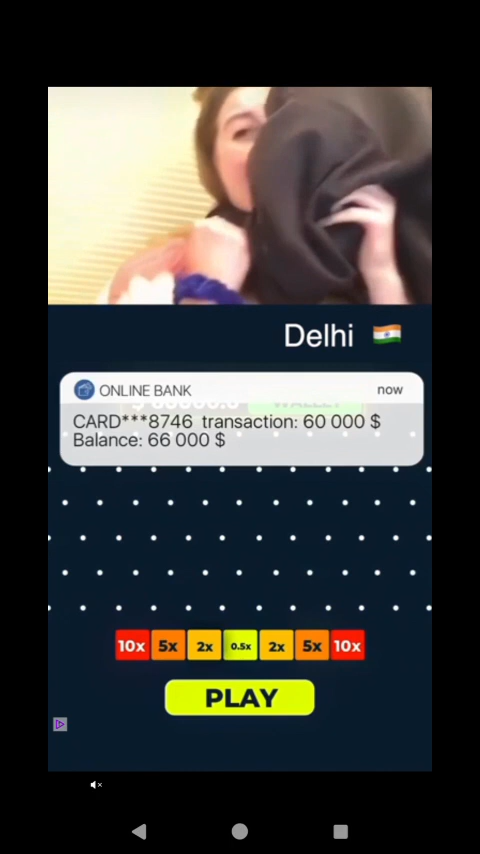 Delhi
ONLINE BANK
now
CARD***8746 transaction: 60 000 $
Balance: 66 000 $
10x 5x 2x 0.5x 2x 5x 10x
PLAY